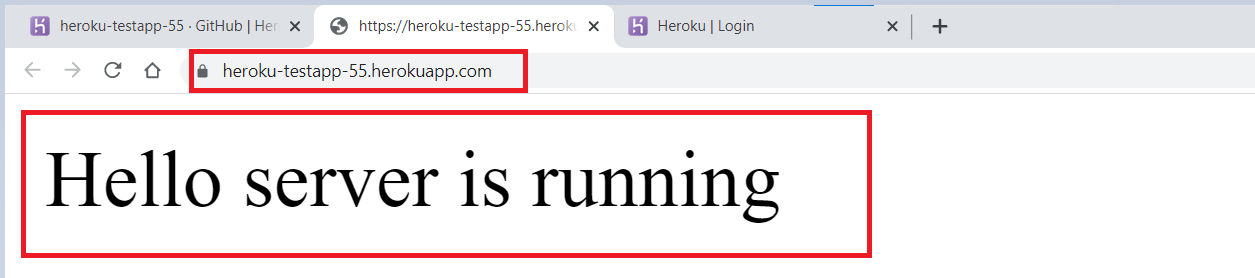 heroku-testapp-55 · GitHub | Her
https://heroku-testapp-55.heroku
Heroku | Login
heroku-testapp-55.herokuapp.com
Hello server is running